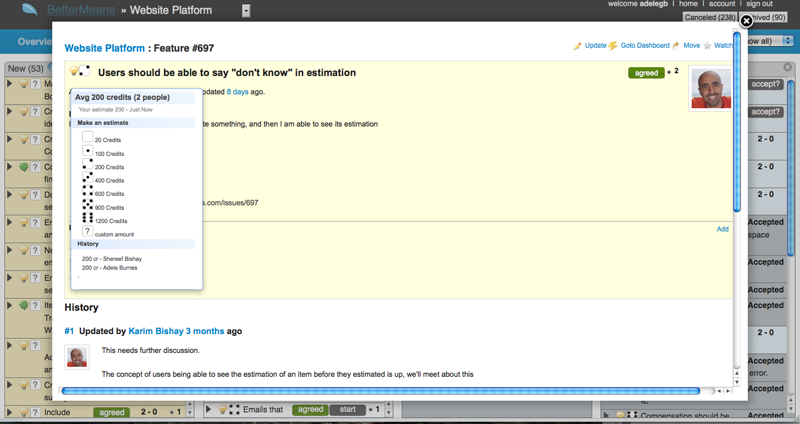 welcome adelegb | home | account | sign out
BetterMeans » Website Platform
Canceled (238)
hived (90)
Overvie
ow all)
Website Platform : Feature #697
Update Goto Dashboard Move Watch
New (53)
Users should be able to say "don't know" in estimation
agreed 2
pdated 8 days ago.
Avg 200 credits (2 people)
Your estimate 200 - Just Now
Make an estimate
te something, and then I am able to see its estimation
20 Credits
100 Credits
200 Credits
400 Credits
600 Credits
900 Credits
1200 Credits
? custom amount
s.com/issues/697
History
Add
200 cr - Shereef Bishay
200 cr - Adele Burnes
History
#1 Updated by Karim Bishay 3 months ago
This needs further discussion.
The concept of users being able to see the estimation of an item before they estimated is up, we'll meet about this
accept?
accept?
2 - 0
2 - 0
2 - 0
Accepted
space
Accepted
Accepted
Accepted
2 - 0
Accepted
error.
Accepted
Include agreed 2 - 0 1
Emails that agreed start 1
Compensation should be